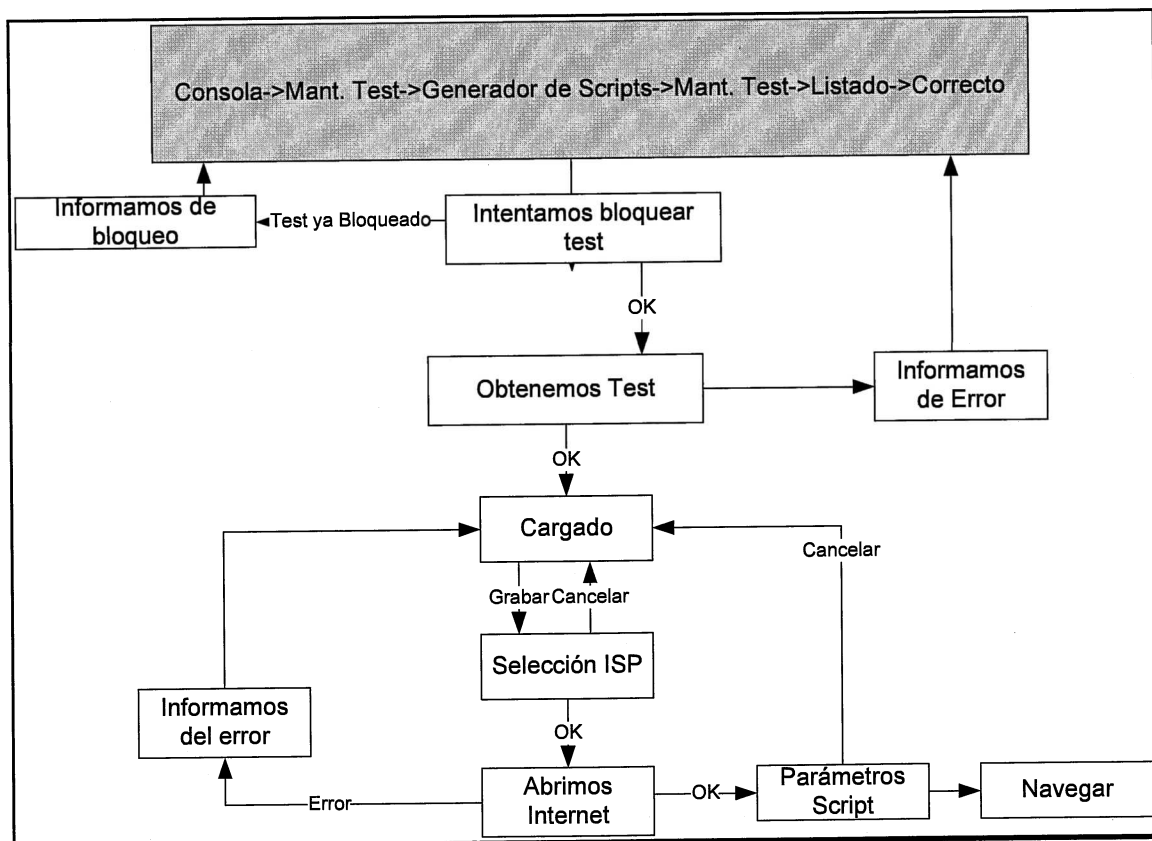 Consola->Mant. Test->Generador de Scripts->Mant. Test->Listado->Correcto
Informamos de
bloqueo
Test ya Bloqueado
Intentamos bloquear
test
OK
Obtenemos Test
Informamos
de Error
OK
Cargado
Cancelar
Grabar
Cancelar
Selección ISP
Informamos
del error
OK
Abrimos
Internet
Error
OK
Parámetros
Script
Navegar